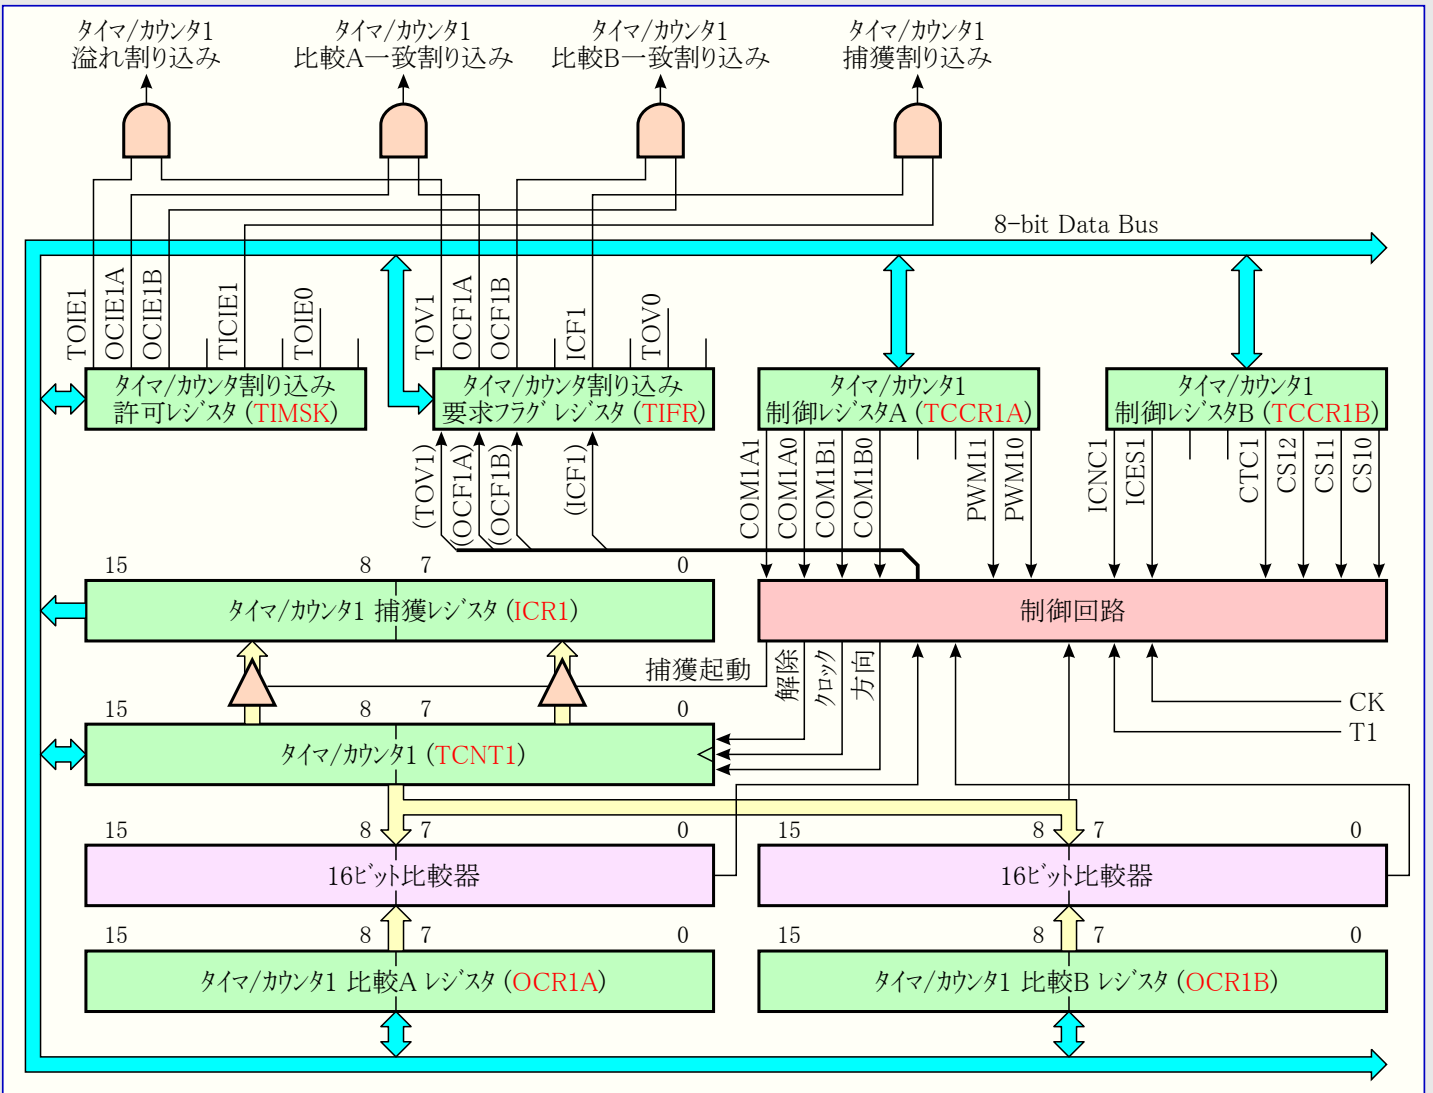 ﾀｲﾏ/ｶｳﾝﾀ1
溢れ割り込み
ﾀｲﾏ/ｶｳﾝﾀ1
比較A一致割り込み
ﾀｲﾏ/ｶｳﾝﾀ1
比較B一致割り込み
ﾀｲﾏ/ｶｳﾝﾀ1
捕獲割り込み
8-bit Data Bus
TOIE1
OCIE1A
OCIE1B
TICIE1
TOIE0
TOV1
OCF1A
OCF1B
ICF1
TOV0
ﾀｲﾏ/ｶｳﾝﾀ割り込み
許可ﾚｼﾞｽﾀ (TIMSK)
ﾀｲﾏ/ｶｳﾝﾀ割り込み
要求ﾌﾗｸﾞ ﾚｼﾞｽﾀ (TIFR)
ﾀｲﾏ/ｶｳﾝﾀ1
制御ﾚｼﾞｽﾀA (TCCR1A)
ﾀｲﾏ/ｶｳﾝﾀ1
制御ﾚｼﾞｽﾀB (TCCR1B)
(TOV1)
(OCF1A)
(OCF1B)
(ICF1)
COM1A1
COM1A0
COM1B1
COM1B0
PWM11
PWM10
ICNC1
ICES1
CTC1
CS12
CS11
CS10
15 8 7 0
ﾀｲﾏ/ｶｳﾝﾀ1 捕獲ﾚｼﾞｽﾀ (ICR1)
制御回路
捕獲起動
解除
ｸﾛｯｸ
方向
CK
T1
15 8 7 0
ﾀｲﾏ/ｶｳﾝﾀ1 (TCNT1)
15 8 7 0
16ﾋﾞｯﾄ比較器
15 8 7 0
16ﾋﾞｯﾄ比較器
15 8 7 0
ﾀｲﾏ/ｶｳﾝﾀ1 比較A ﾚｼﾞｽﾀ (OCR1A)
15 8 7 0
ﾀｲﾏ/ｶｳﾝﾀ1 比較B ﾚｼﾞｽﾀ (OCR1B)